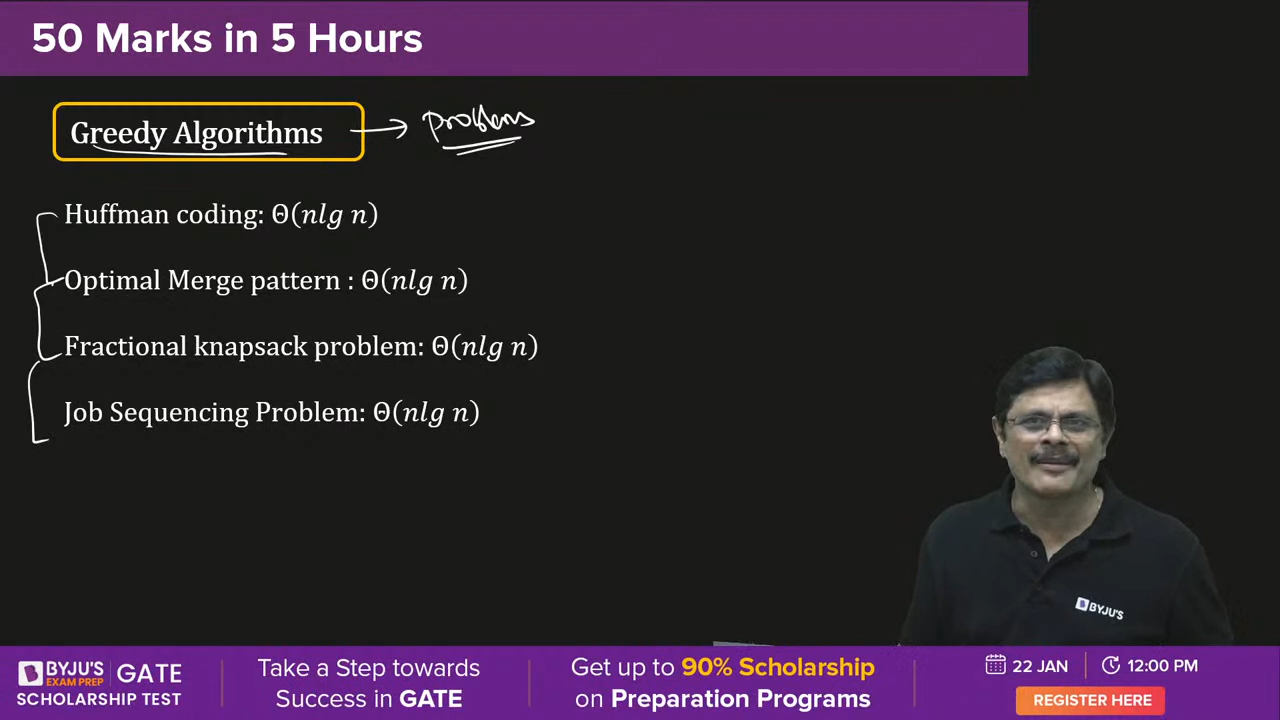 50 Marks in 5 Hours
Greedy Algorithms → problems
Huffman coding: Θ(nlg n)
Optimal Merge pattern : Θ(nlg n)
Fractional knapsack problem: Θ(nlg n)
Job Sequencing Problem: Θ(nlg n)
BYJU'S
BYJU'S EXAM PREP GATE
SCHOLARSHIP TEST
Take a Step towards
Success in GATE
Get up to 90% Scholarship
on Preparation Programs
22 JAN 12:00 PM
REGISTER HERE